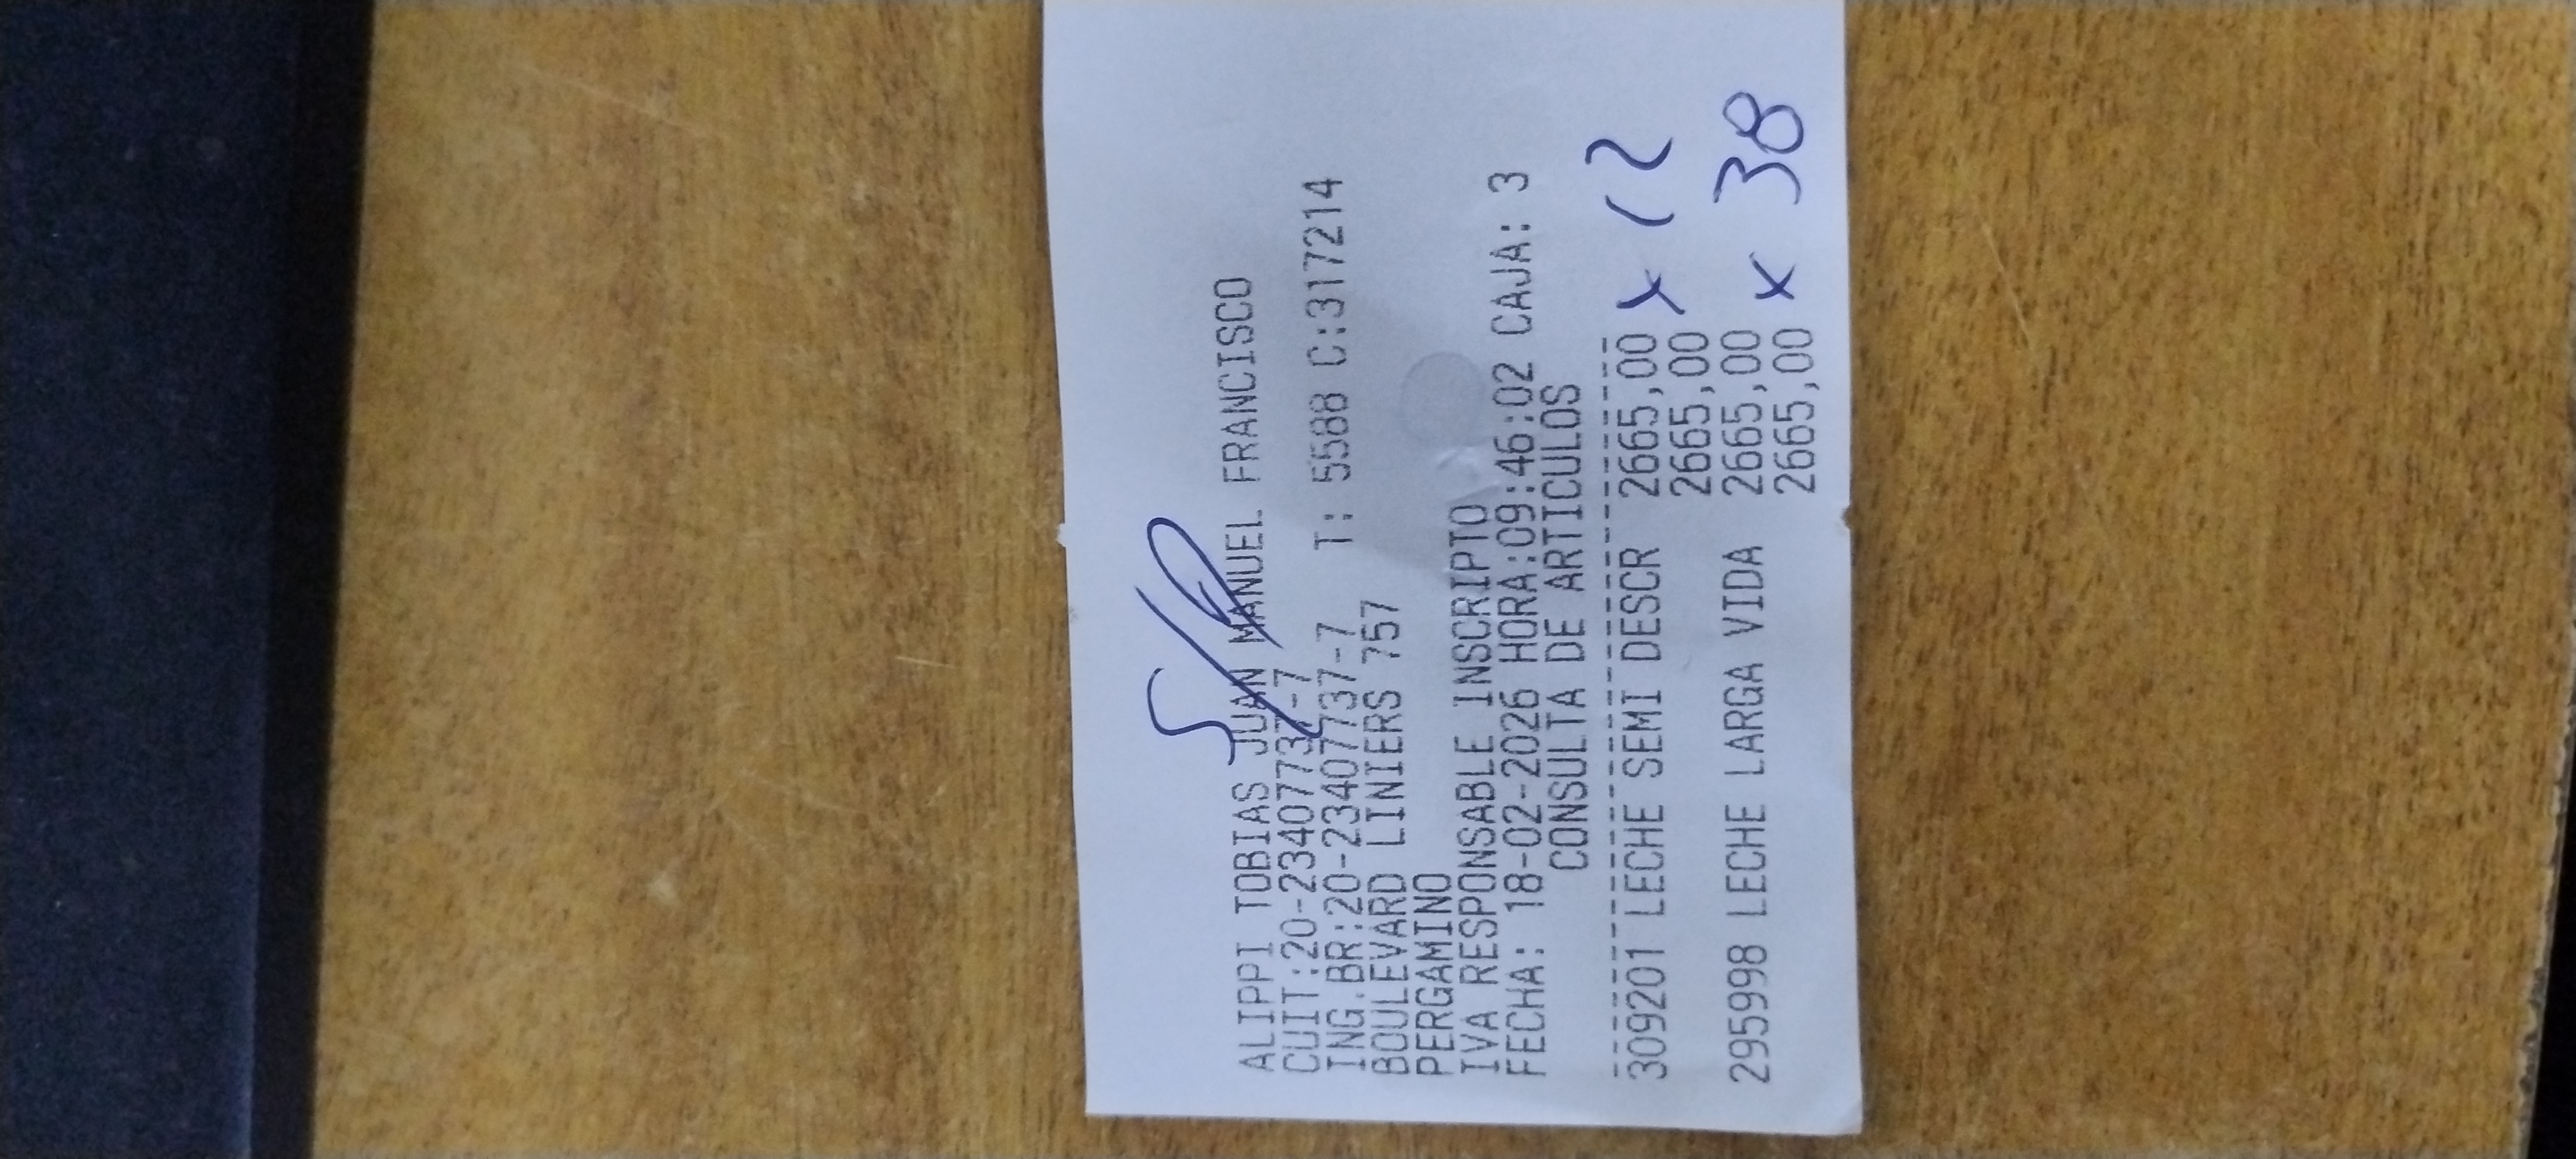 ALIPPI TOBIAS JUAN MANUEL FRANCISCO
CUIT:20-23407737-7
ING.BR:20-23407737-7 T: 5588 C:317214
BOULEVARD LINIERS 757
PERGAMINO
IVA RESPONSABLE INSCRIPTO
FECHA: 18-02-2026 HORA:09:46:02 CAJA: 3
CONSULTA DE ARTICULOS
309201 LECHE SEMI DESCR 2665,00 x 12
2665,00
295998 LECHE LARGA VIDA 2665,00
2665,00 x 38